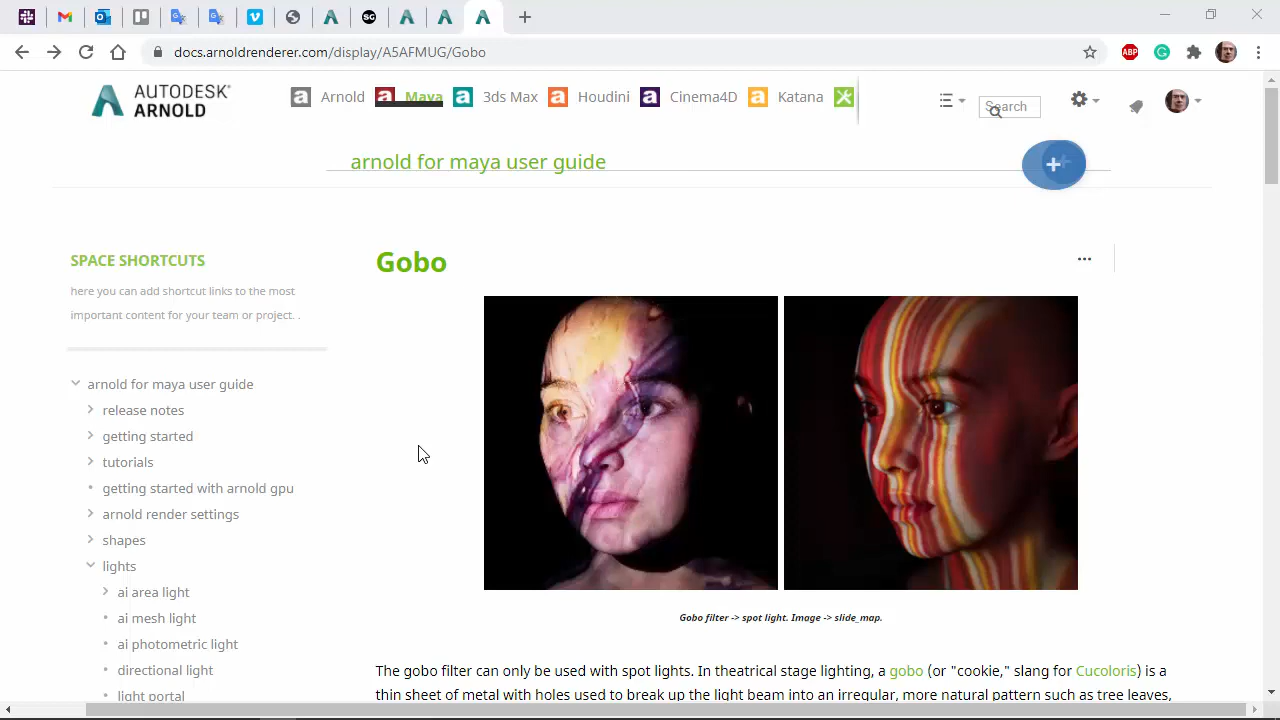 docs.arnoldrenderer.com/display/A5AFMUG/Gobo
AUTODESK®
ARNOLD
Arnold Maya 3ds Max Houdini Cinema4D Katana
Search
arnold for maya user guide
SPACE SHORTCUTS
here you can add shortcut links to the most
important content for your team or project. .
arnold for maya user guide
release notes
getting started
tutorials
getting started with arnold gpu
arnold render settings
shapes
lights
ai area light
ai mesh light
ai photometric light
directional light
light portal
Gobo
Gobo filter -> spot light. Image -> slide_map.
The gobo filter can only be used with spot lights. In theatrical stage lighting, a gobo (or "cookie," slang for Cucoloris) is a
thin sheet of metal with holes used to break up the light beam into an irregular, more natural pattern such as tree leaves,